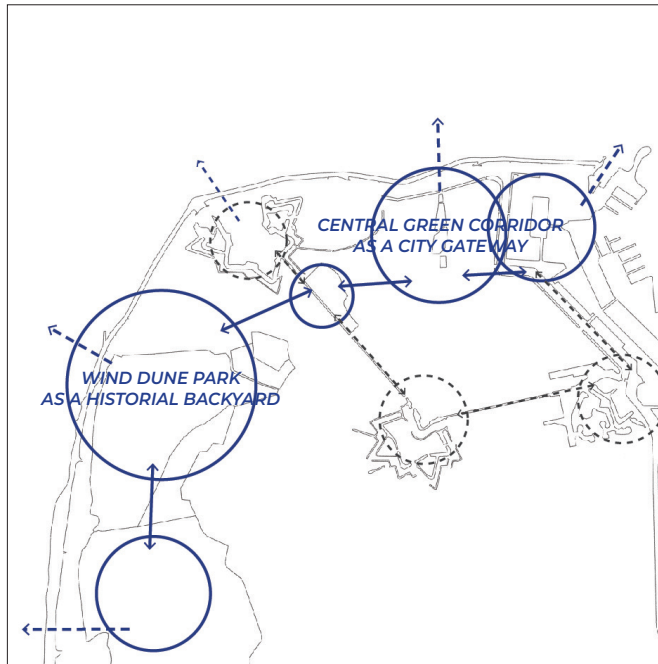 CENTRAL GREEN CORRIDOR
AS A CITY GATEWAY
WIND DUNE PARK
AS A HISTORIAL BACKYARD